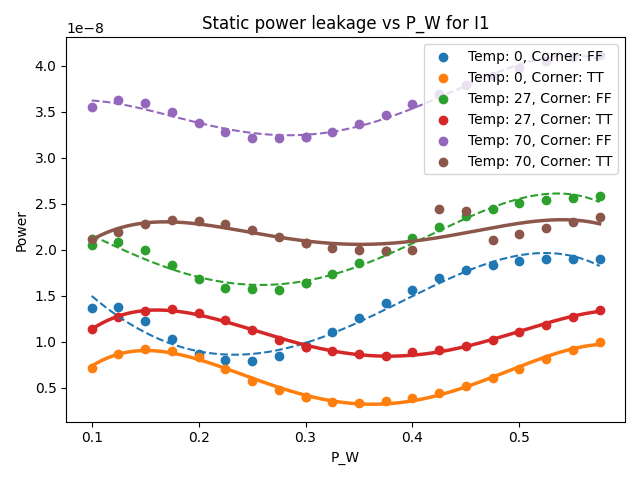 Static power leakage vs P_W for I1
1e−8
Temp: 0, Corner: FF
Temp: 0, Corner: TT
Temp: 27, Corner: FF
Temp: 27, Corner: TT
Temp: 70, Corner: FF
Temp: 70, Corner: TT
4.0
3.5
3.0
2.5
2.0
1.5
1.0
0.5
Power
0.1 0.2 0.3 0.4 0.5
P_W